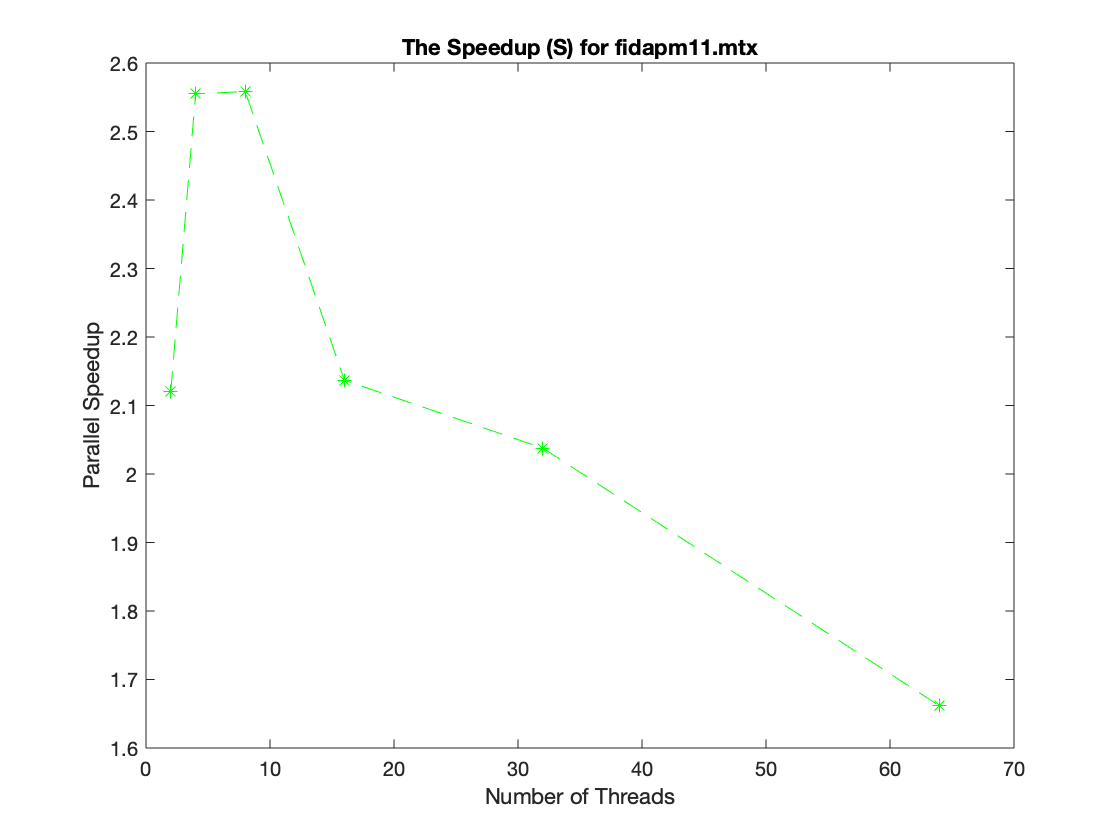 The Speedup (S) for fidapm11.mtx
2.6
2.5
2.4
2.3
2.2
2.1
2
1.9
1.8
1.7
1.6
Parallel Speedup
0 10 20 30 40 50 60 70
Number of Threads